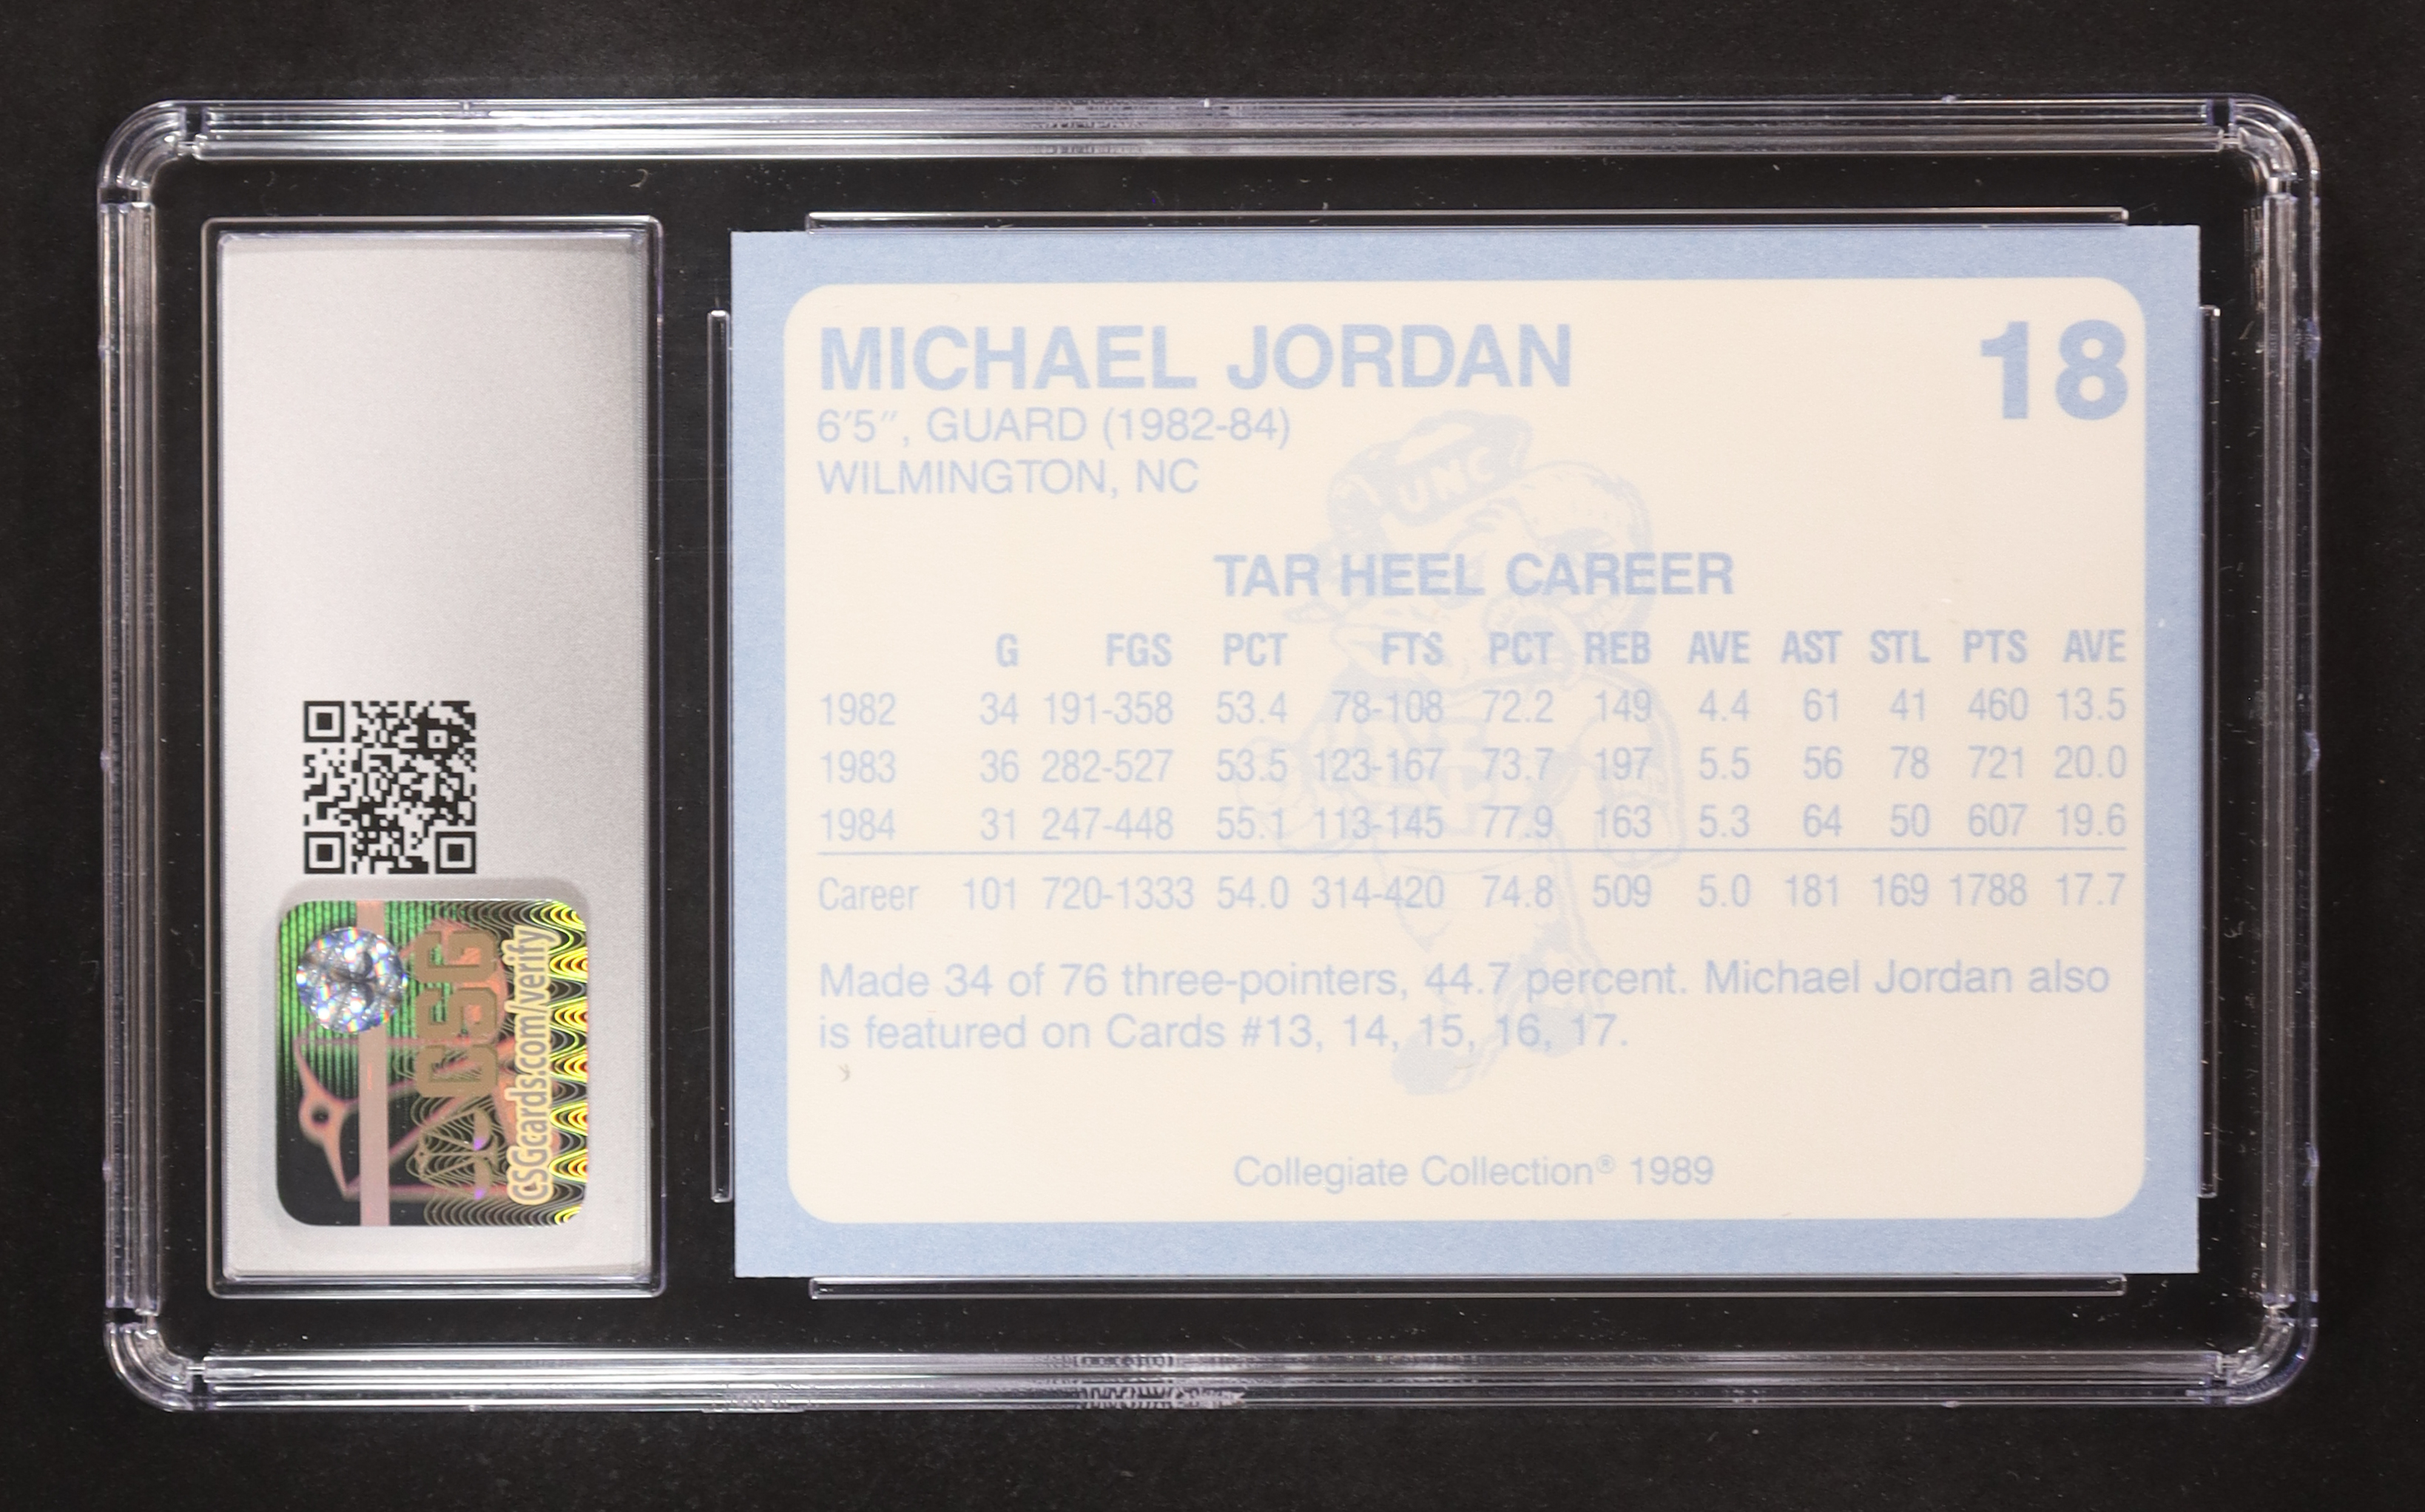 MICHAEL JORDAN
18
6'5", GUARD (1982-84)
WILMINGTON, NC
UNC
TAR HEEL CAREER
G FGS PCT FTS PCT REB AVE AST STL PTS AVE
1982 34 191-358 53.4 78-108 72.2 149 4.4 61 41 460 13.5
1983 36 282-527 53.5 123-167 73.7 197 5.5 56 78 721 20.0
1984 31 247-448 55.1 113-145 77.9 163 5.3 64 50 607 19.6
Career 101 720-1333 54.0 314-420 74.8 509 5.0 181 169 1788 17.7
Made 34 of 76 three-pointers, 44.7 percent. Michael Jordan also
is featured on Cards #13, 14, 15, 16, 17.
Collegiate Collection® 1989
CSG
CSGcards.com/verify